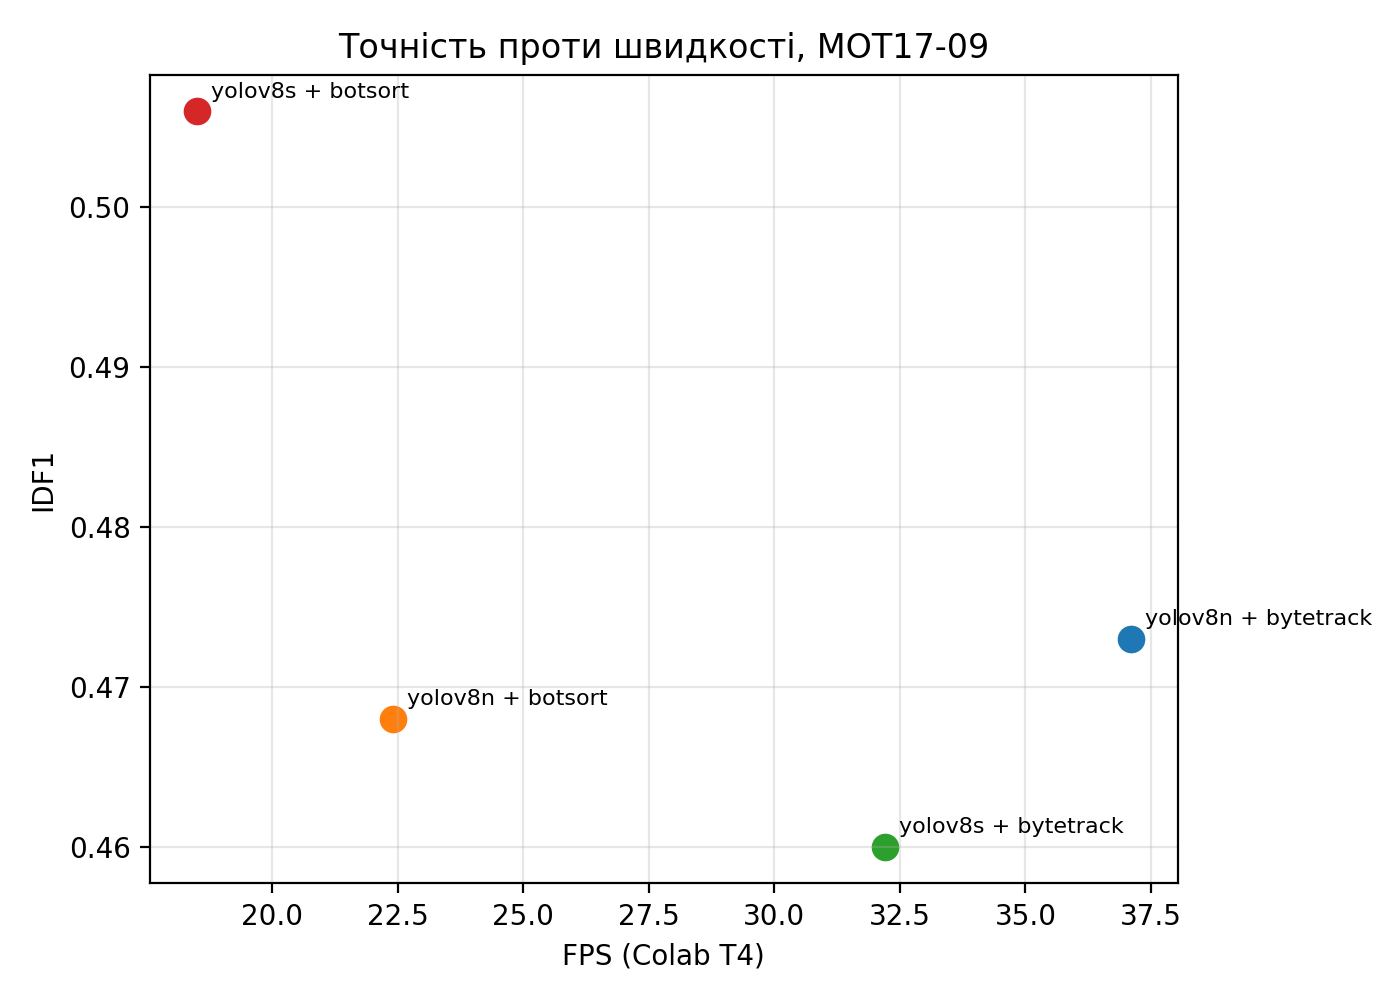 Точність проти швидкості, MOT17-09
yolov8s + botsort
0.50
0.49
IDF1
0.48
yolov8n + bytetrack
0.47
yolov8n + botsort
yolov8s + bytetrack
0.46
20.0 22.5 25.0 27.5 30.0 32.5 35.0 37.5
FPS (Colab T4)